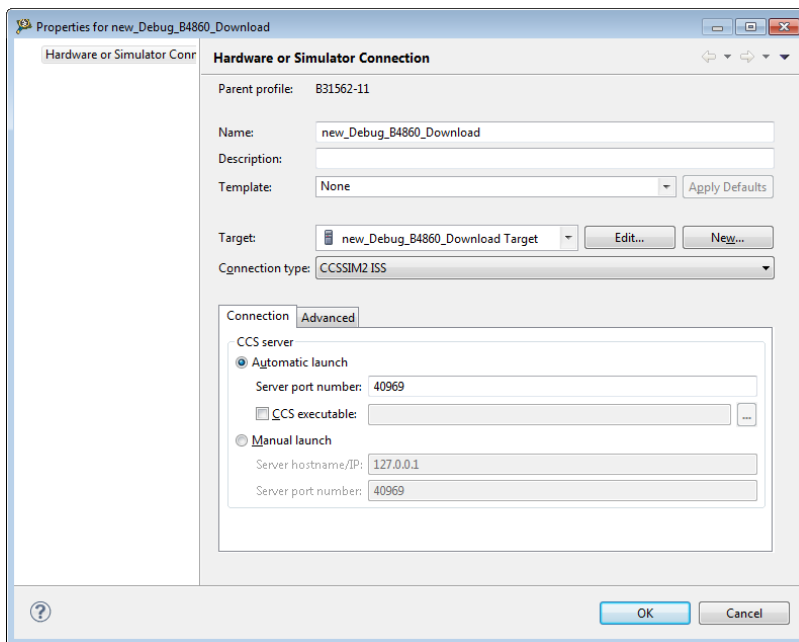 Properties for new_Debug_B4860_Download
Hardware or Simulator Conr
Hardware or Simulator Connection
Parent profile: B31562-11
Name: new_Debug_B4860_Download
Description:
Template: None Apply Defaults
Target: new_Debug_B4860_Download Target Edit... New...
Connection type: CCSSIM2 ISS
Connection Advanced
CCS server
Automatic launch
Server port number: 40969
CCS executable: ...
Manual launch
Server hostname/IP: 127.0.0.1
Server port number: 40969
? OK Cancel